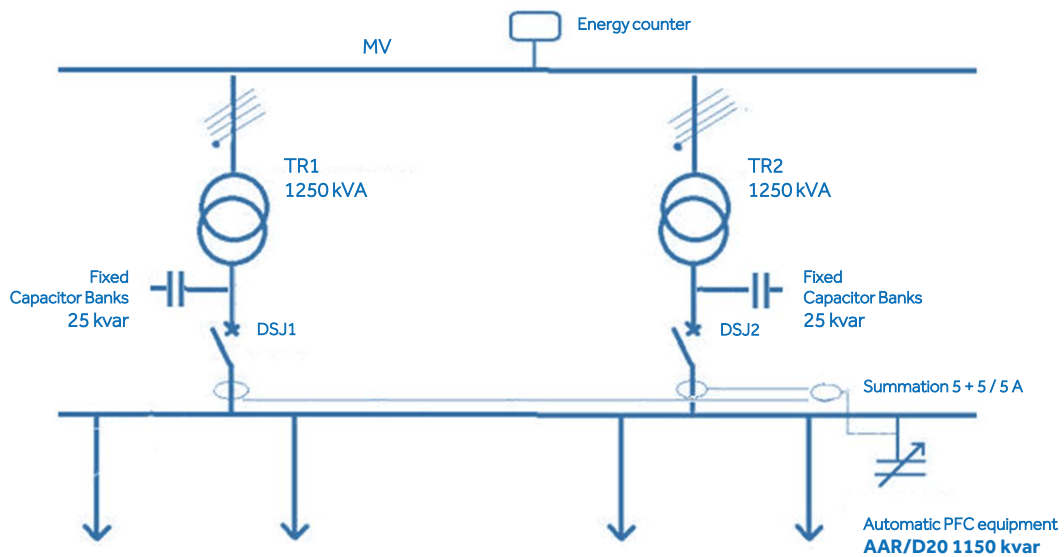 Energy counter
MV
TR1
1250 kVA
TR2
1250 kVA
Fixed
Capacitor Banks
25 kvar
Fixed
Capacitor Banks
25 kvar
DSJ1
DSJ2
Summation 5 + 5 / 5 A
Automatic PFC equipment
AAR/D20 1150 kvar